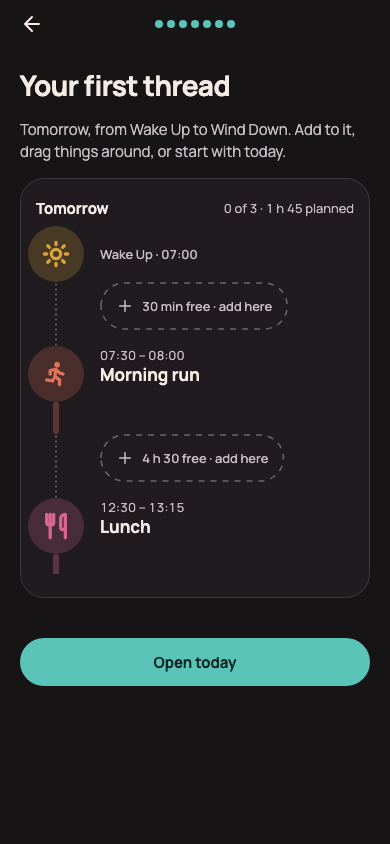 Your first thread
Tomorrow, from Wake Up to Wind Down. Add to it,
drag things around, or start with today.
Tomorrow
0 of 3 · 1 h 45 planned
Wake Up · 07:00
30 min free · add here
07:30 – 08:00
Morning run
4 h 30 free · add here
12:30 – 13:15
Lunch
Open today